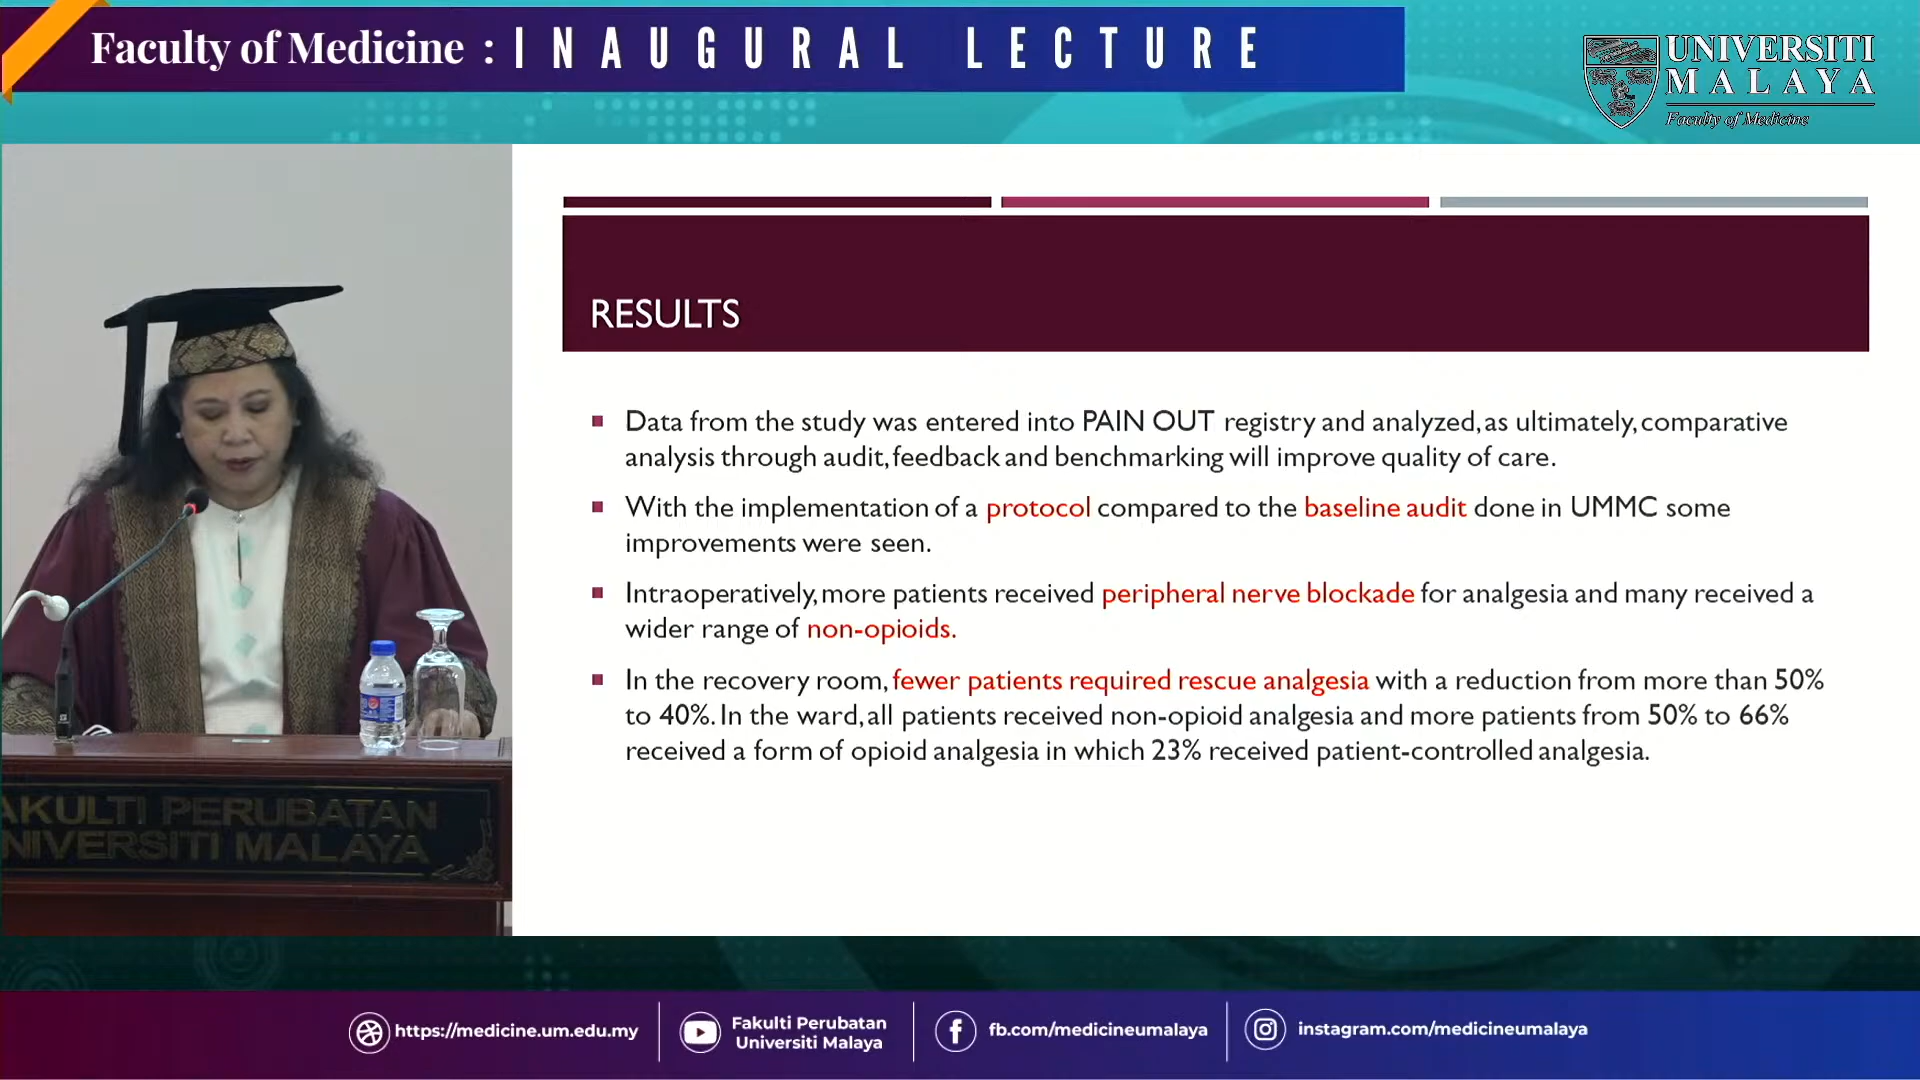 Faculty of Medicine : INAUGURAL LECTURE
UNIVERSITI
MALAYA
Faculty of Medicine
RESULTS
Data from the study was entered into PAIN OUT registry and analyzed, as ultimately, comparative
analysis through audit, feedback and benchmarking will improve quality of care.
With the implementation of a protocol compared to the baseline audit done in UMMC some
improvements were seen.
Intraoperatively, more patients received peripheral nerve blockade for analgesia and many received a
wider range of non-opioids.
In the recovery room, fewer patients required rescue analgesia with a reduction from more than 50%
to 40%. In the ward, all patients received non-opioid analgesia and more patients from 50% to 66%
received a form of opioid analgesia in which 23% received patient-controlled analgesia.
AKULTI PERUBATAN
NIVERSITI MALAYA
https://medicine.um.edu.my
Fakulti Perubatan
Universiti Malaya
fb.com/medicineumalaya
instagram.com/medicineumalaya